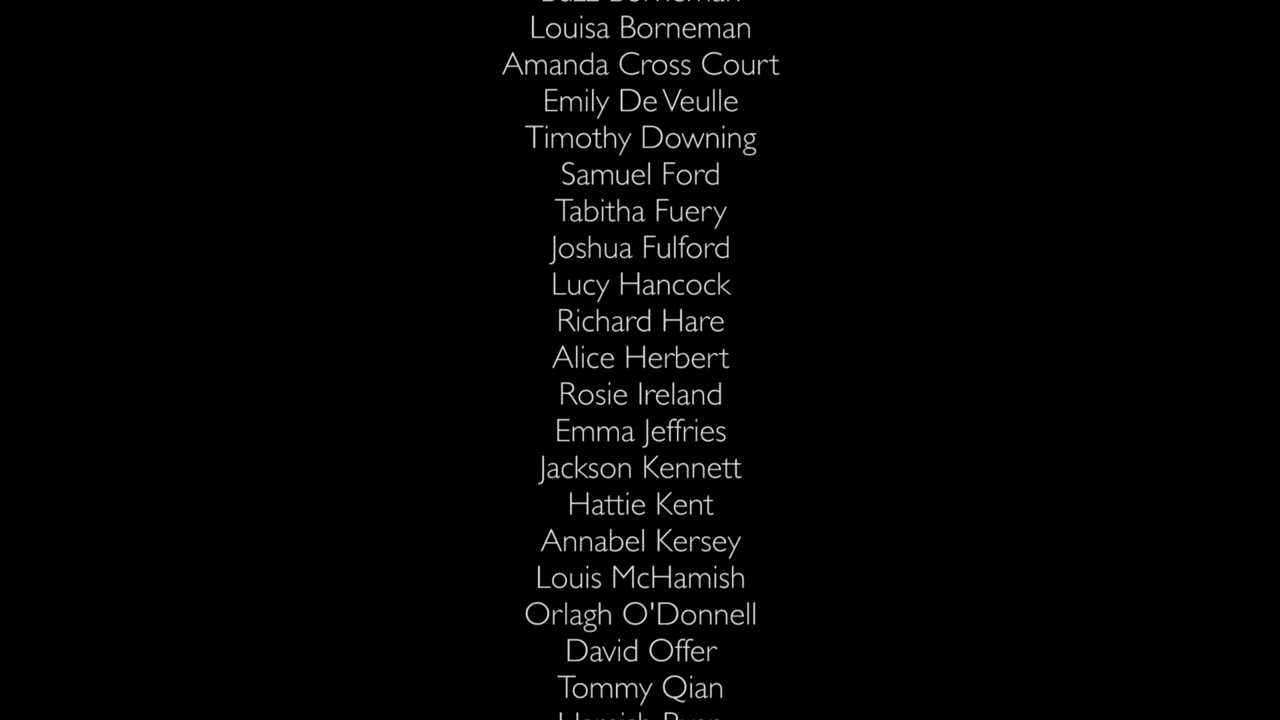 Louisa Borneman
Amanda Cross Court
Emily De Veulle
Timothy Downing
Samuel Ford
Tabitha Fuery
Joshua Fulford
Lucy Hancock
Richard Hare
Alice Herbert
Rosie Ireland
Emma Jeffries
Jackson Kennett
Hattie Kent
Annabel Kersey
Louis McHamish
Orlagh O'Donnell
David Offer
Tommy Qian